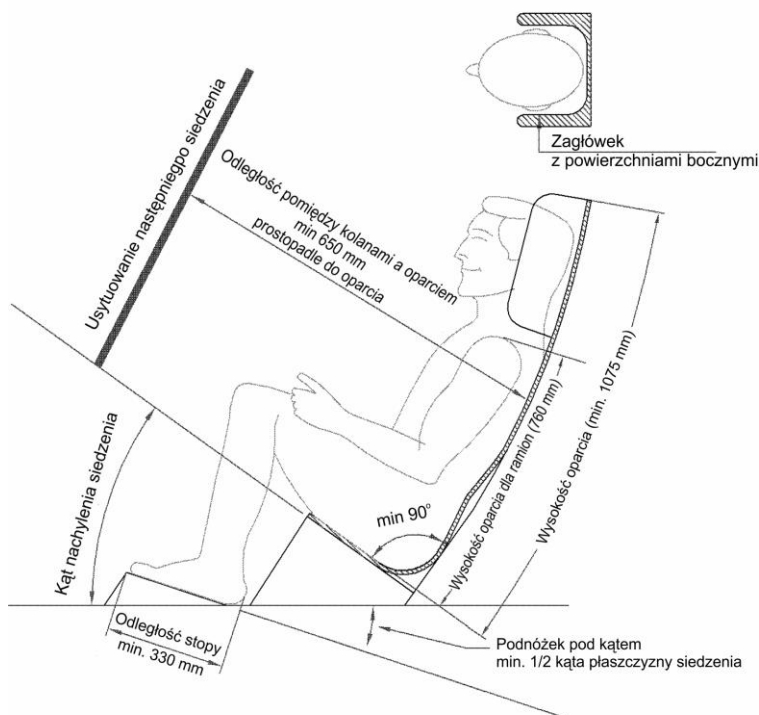 Zagłówek
z powierzchniami bocznymi
Usytuowanie następniegpo siedzenia
Odległość pomiędzy kolanami a oparciem
min 650 mm
prostopadle do oparcia
Kąt nachylenia siedzenia
min 90°
Wysokość oparcia dla ramion (760 mm)
Wysokość oparcia (min. 1075 mm)
Odległość stopy
min. 330 mm
Podnóżek pod kątem
min. 1/2 kąta płaszczyzny siedzenia